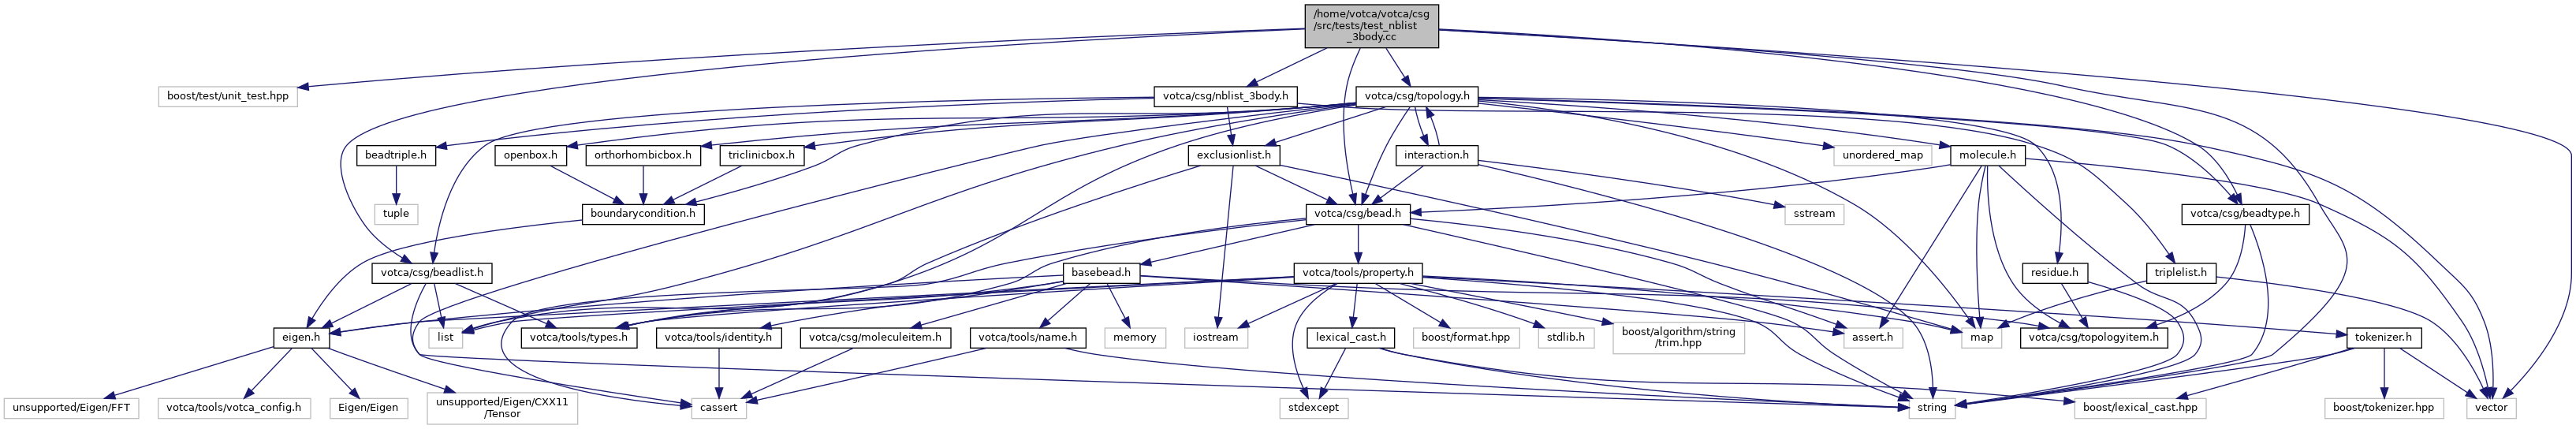 /home/votca/votca/csg
/src/tests/test_nblist
_3body.cc
boost/test/unit_test.hpp
votca/csg/nblist_3body.h
votca/csg/topology.h
beadtriple.h
openbox.h
orthorhombicbox.h
triclinicbox.h
exclusionlist.h
interaction.h
unordered_map
molecule.h
tuple
boundarycondition.h
votca/csg/bead.h
sstream
votca/csg/beadtype.h
votca/csg/beadlist.h
basebead.h
votca/tools/property.h
residue.h
triplelist.h
eigen.h
list
votca/tools/types.h
votca/tools/identity.h
votca/csg/moleculeitem.h
votca/tools/name.h
memory
iostream
lexical_cast.h
boost/format.hpp
stdlib.h
boost/algorithm/string
/trim.hpp
assert.h
map
votca/csg/topologyitem.h
tokenizer.h
unsupported/Eigen/FFT
votca/tools/votca_config.h
Eigen/Eigen
unsupported/Eigen/CXX11
/Tensor
cassert
stdexcept
string
boost/lexical_cast.hpp
boost/tokenizer.hpp
vector